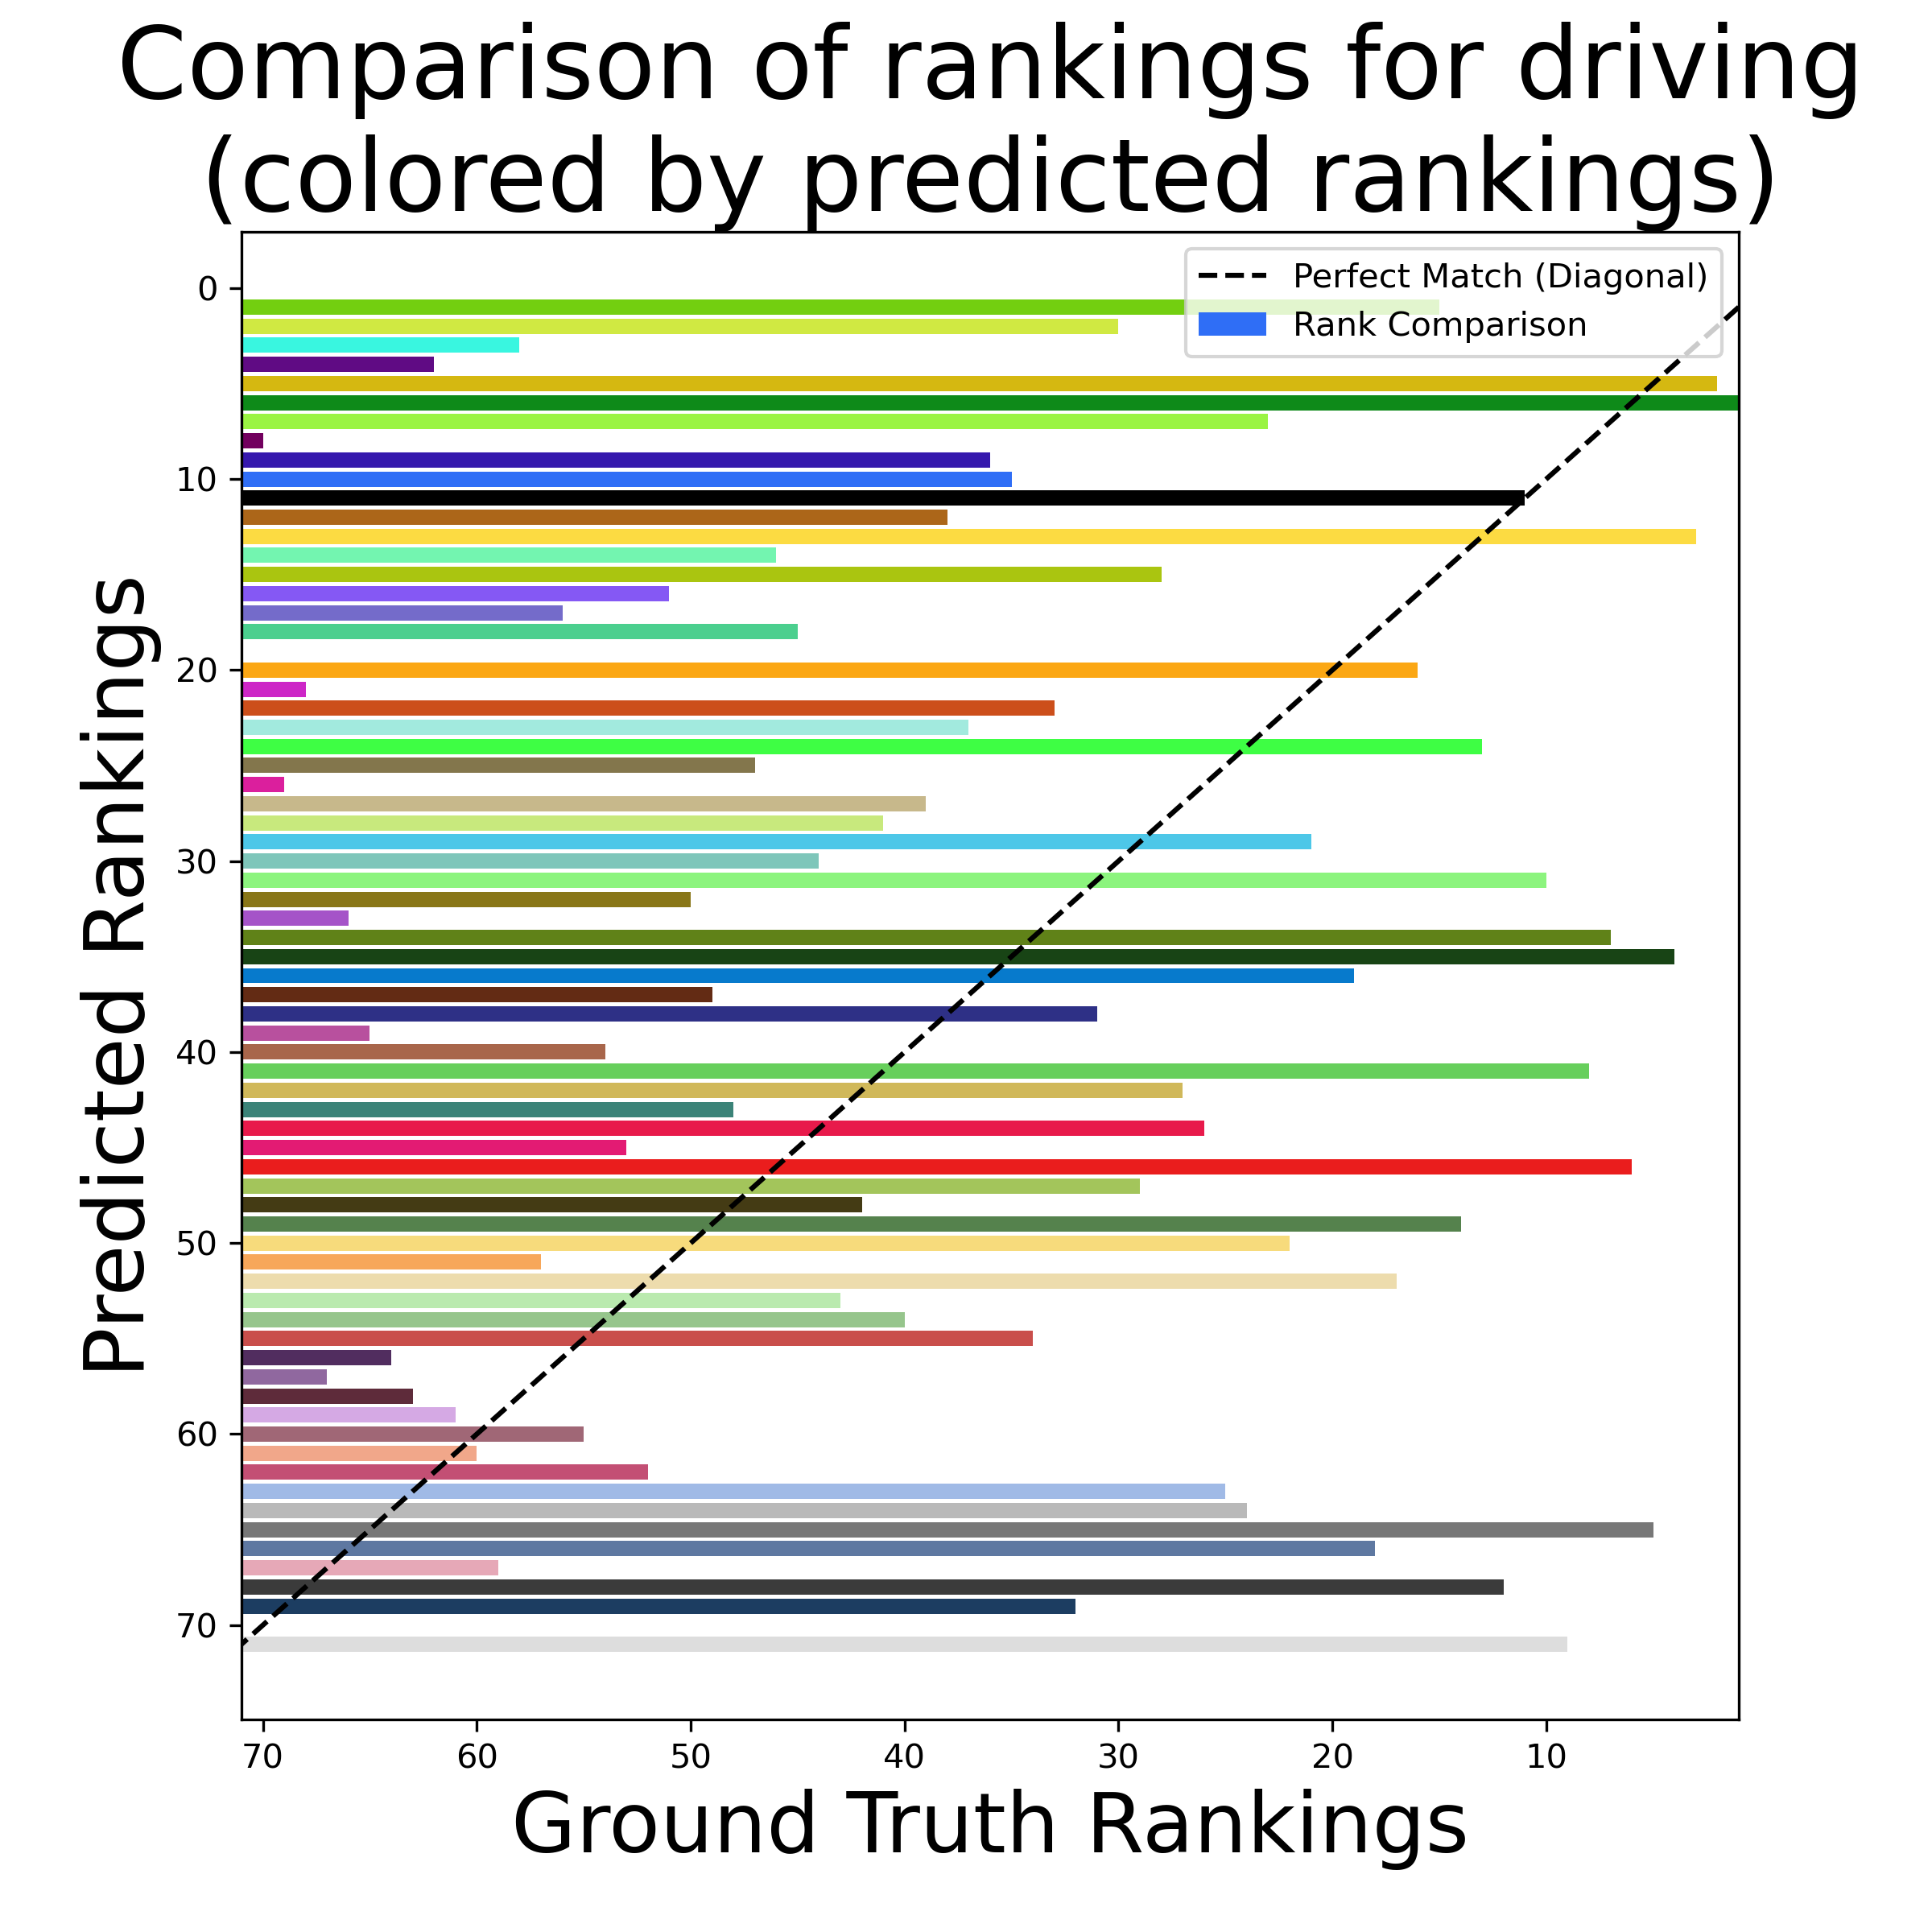 Comparison of rankings for driving
(colored by predicted rankings)
Perfect Match (Diagonal)
Rank Comparison
0
10
20
30
40
50
60
70
Predicted Rankings
70
60
50
40
30
20
10
Ground Truth Rankings